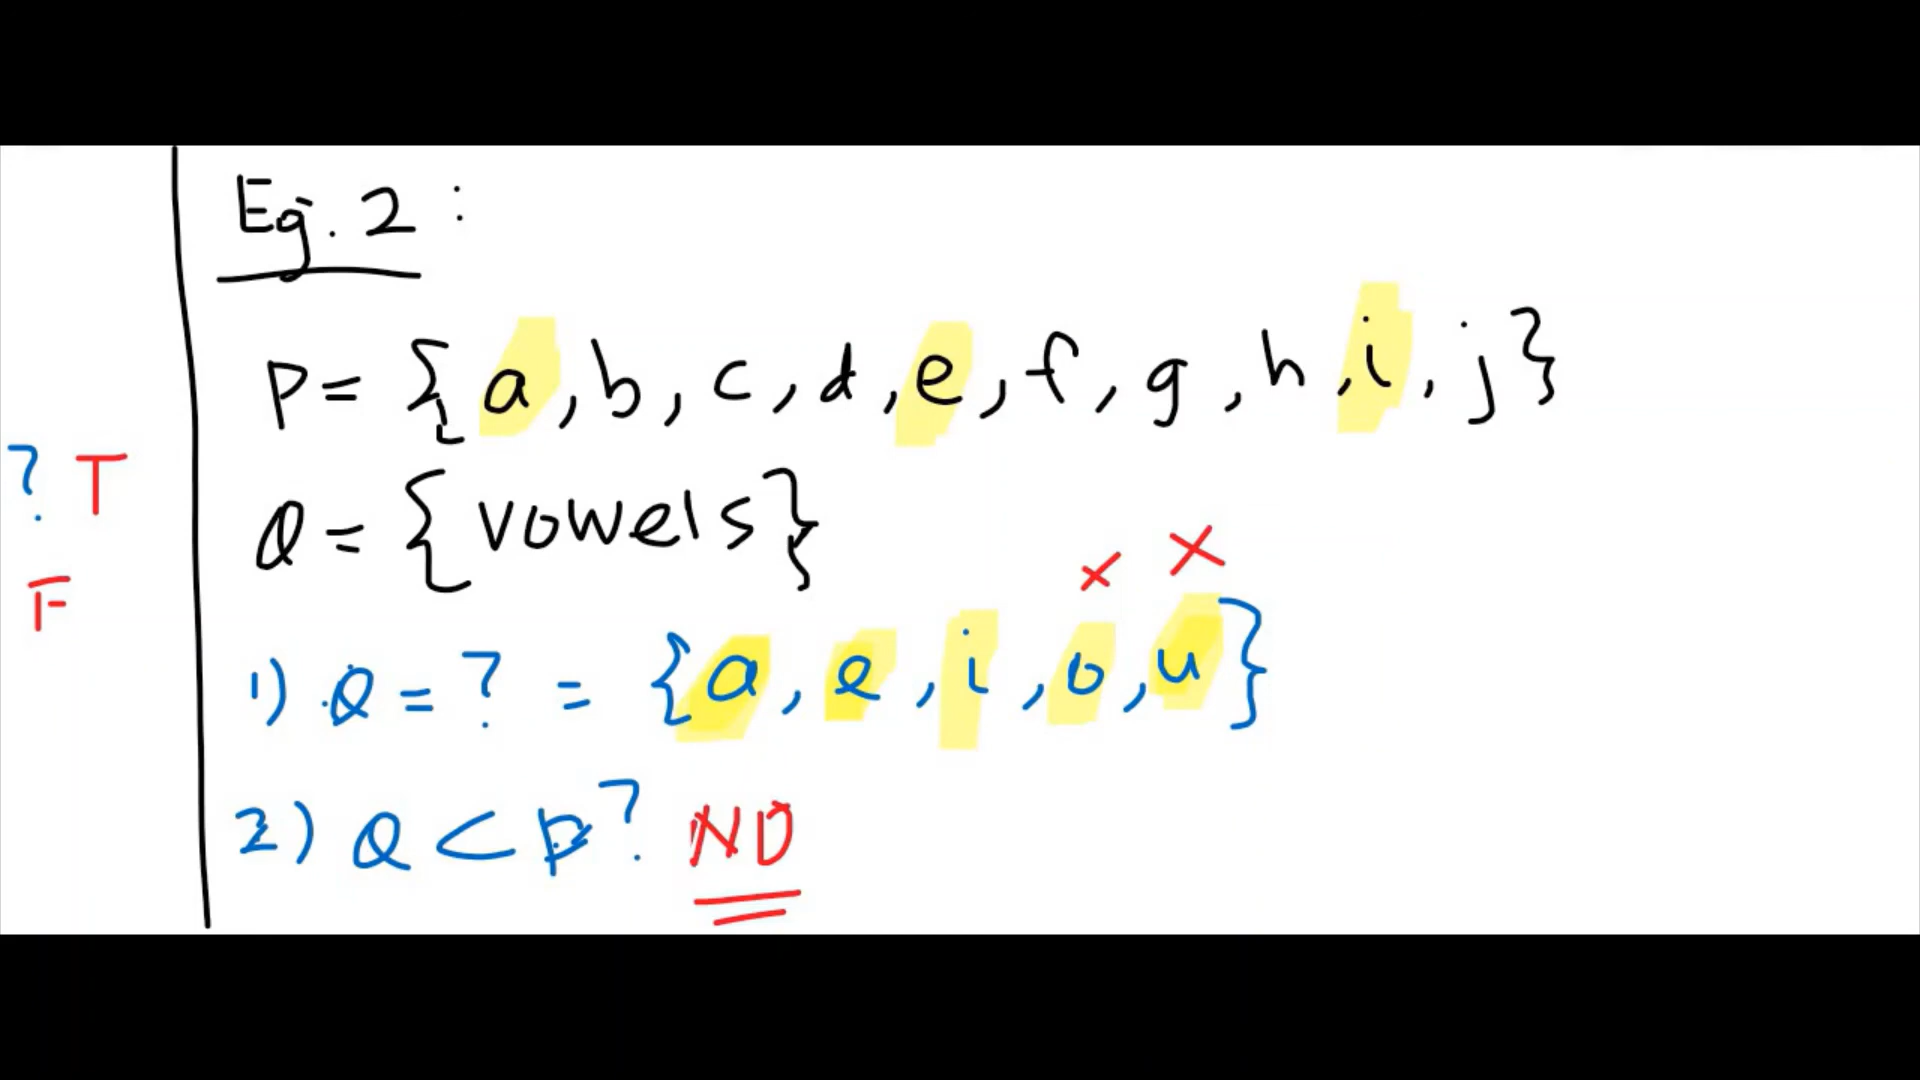 Eg. 2 :
P = {a, b, c, d, e, f, g, h, i, j}
? T
Q = {vowels}
F
× ×
1) Q = ? = {a, e, i, o, u}
2) Q ⊂ P? NO